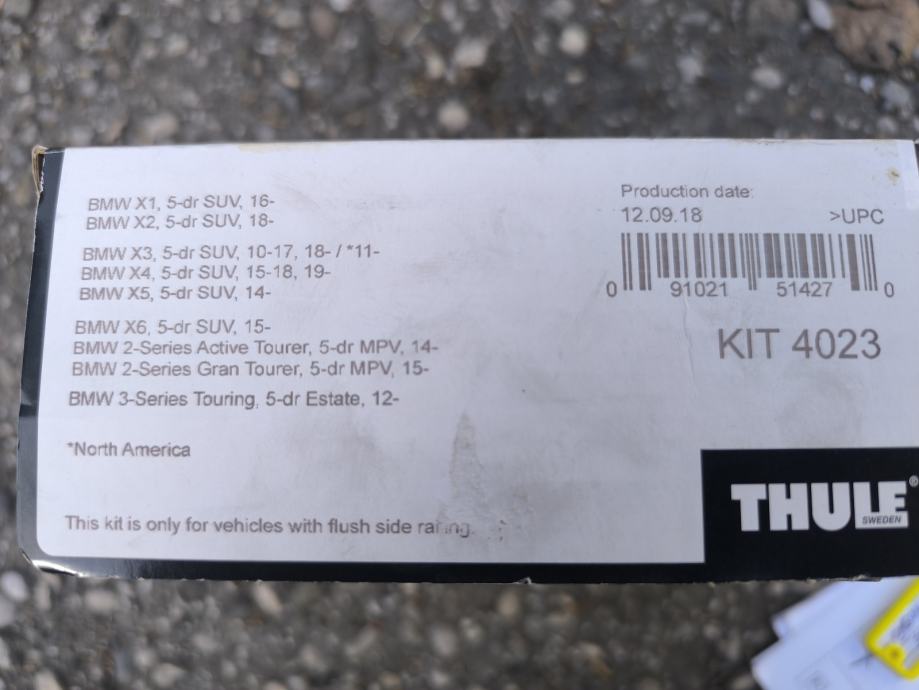 BMW X1, 5-dr SUV, 16-
BMW X2, 5-dr SUV, 18-
BMW X3, 5-dr SUV, 10-17, 18- / *11-
BMW X4, 5-dr SUV, 15-18, 19-
BMW X5, 5-dr SUV, 14-
BMW X6, 5-dr SUV, 15-
BMW 2-Series Active Tourer, 5-dr MPV, 14-
BMW 2-Series Gran Tourer, 5-dr MPV, 15-
BMW 3-Series Touring, 5-dr Estate, 12-
*North America
This kit is only for vehicles with flush side
Production date:
12.09.18 >UPC
0 91021 51427 0
KIT 4023
THULE®
SWEDEN